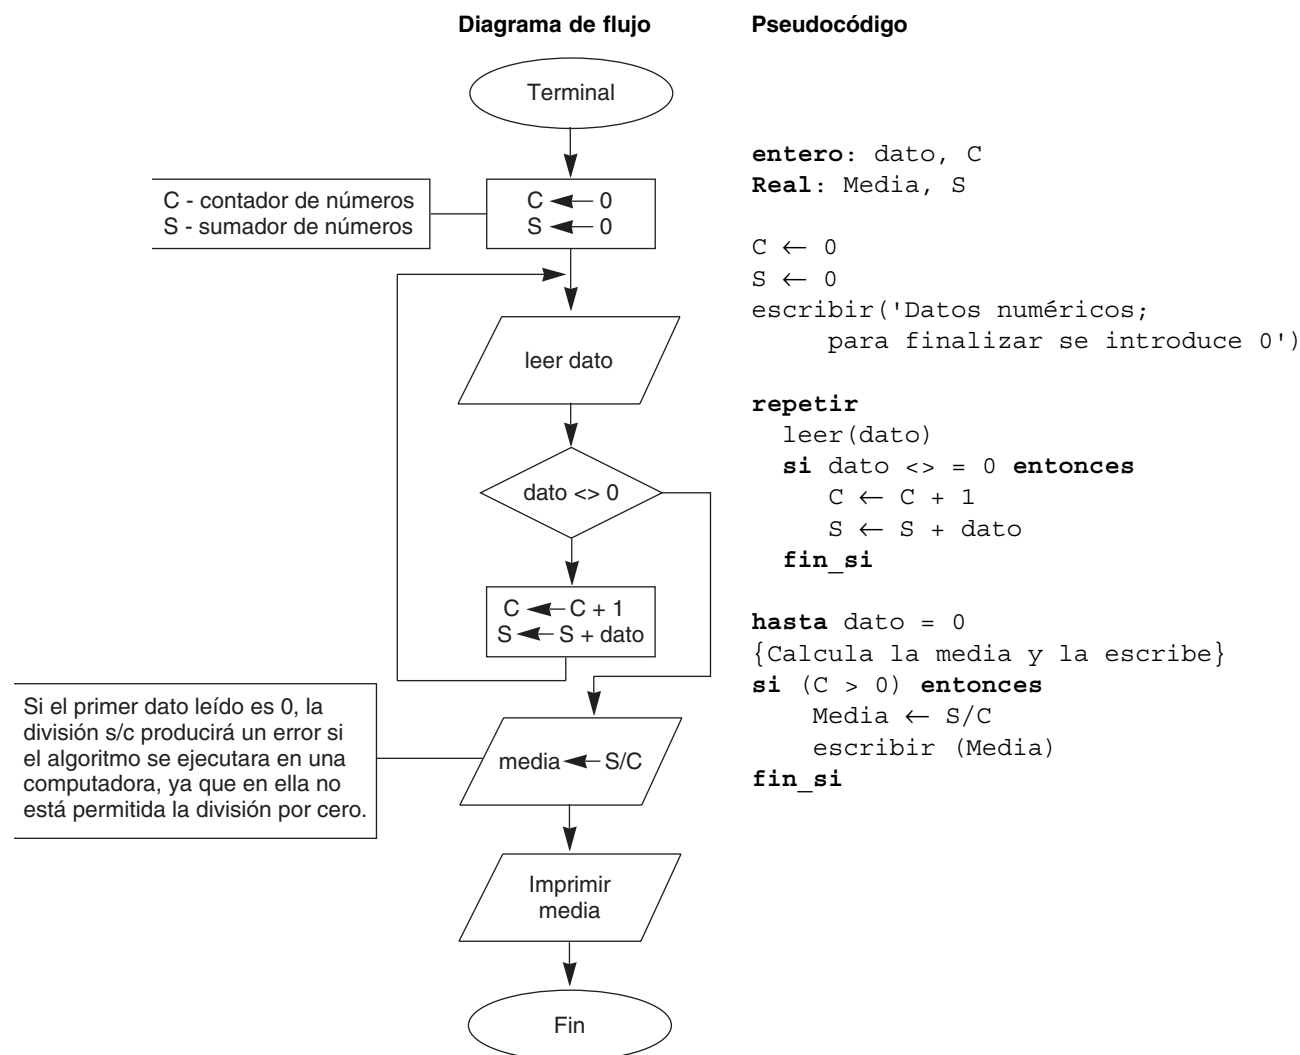 Diagrama de flujo
Terminal
C - contador de números
S - sumador de números
C ← 0
S ← 0
leer dato
dato <> 0
C ← C + 1
S ← S + dato
Si el primer dato leído es 0, la
división s/c producirá un error si
el algoritmo se ejecutara en una
computadora, ya que en ella no
está permitida la división por cero.
media ← S/C
Imprimir
media
Fin
Pseudocódigo
entero: dato, C
Real: Media, S
C ← 0
S ← 0
escribir('Datos numéricos;
para finalizar se introduce 0')
repetir
leer(dato)
si dato <> = 0 entonces
C ← C + 1
S ← S + dato
fin_si
hasta dato = 0
{Calcula la media y la escribe}
si (C > 0) entonces
Media ← S/C
escribir (Media)
fin_si